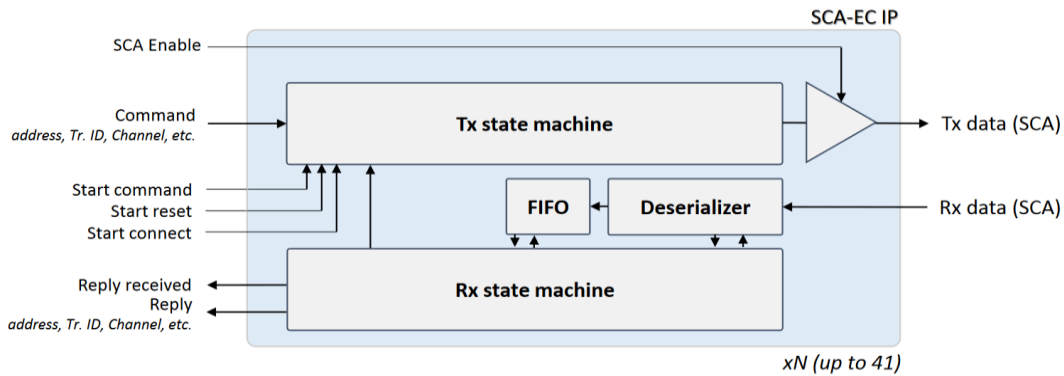 SCA-EC IP
SCA Enable
Command
address, Tr. ID, Channel, etc.
Tx state machine
Tx data (SCA)
Start command
Start reset
Start connect
FIFO
Deserializer
Rx data (SCA)
Reply received
Reply
address, Tr. ID, Channel, etc.
Rx state machine
xN (up to 41)